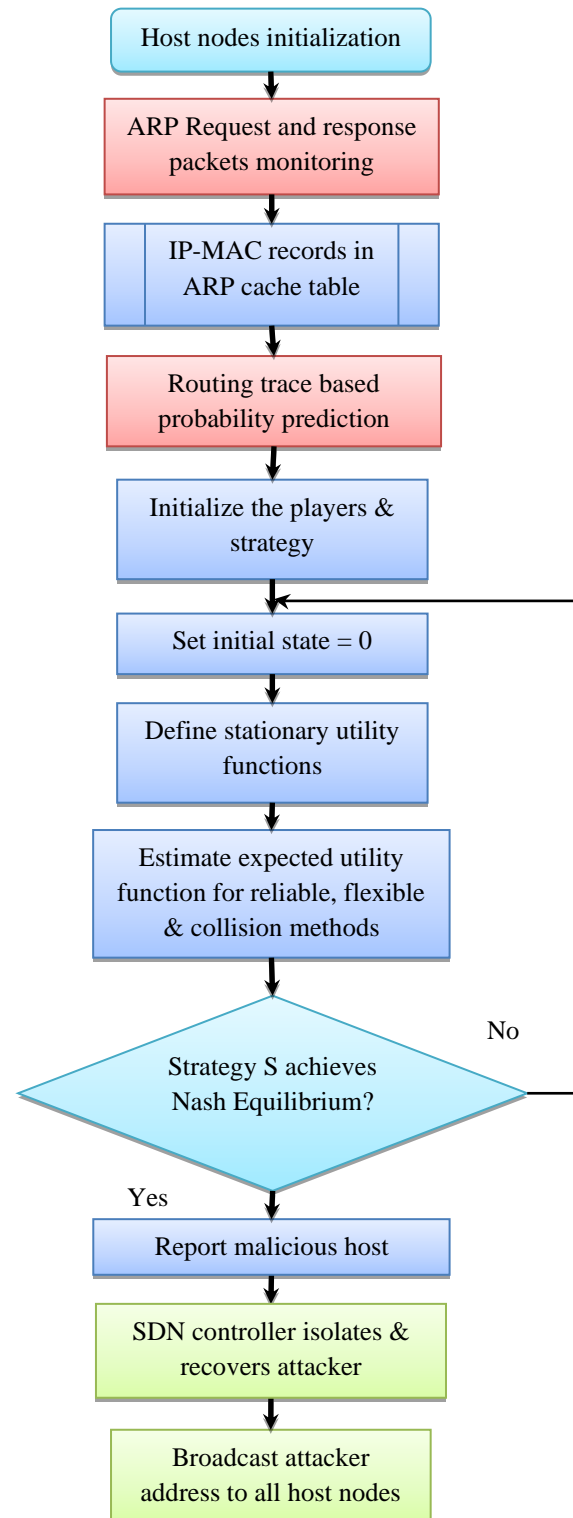 Host nodes initialization
ARP Request and response
packets monitoring
IP-MAC records in
ARP cache table
Routing trace based
probability prediction
Initialize the players &
strategy
Set initial state = 0
Define stationary utility
functions
Estimate expected utility
function for reliable, flexible
& collision methods
No
Strategy S achieves
Nash Equilibrium?
Yes
Report malicious host
SDN controller isolates &
recovers attacker
Broadcast attacker
address to all host nodes